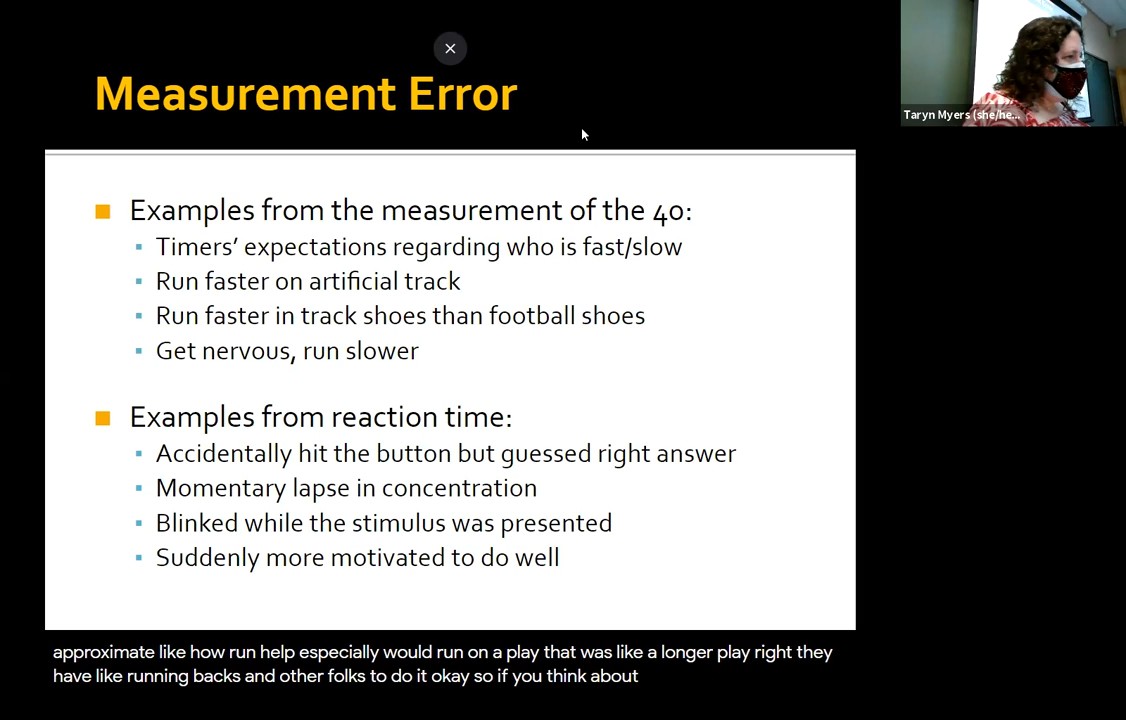 Measurement Error
Taryn Myers (she/he...
Examples from the measurement of the 40:
Timers' expectations regarding who is fast/slow
Run faster on artificial track
Run faster in track shoes than football shoes
Get nervous, run slower
Examples from reaction time:
Accidentally hit the button but guessed right answer
Momentary lapse in concentration
Blinked while the stimulus was presented
Suddenly more motivated to do well
approximate like how run help especially would run on a play that was like a longer play right they
have like running backs and other folks to do it okay so if you think about